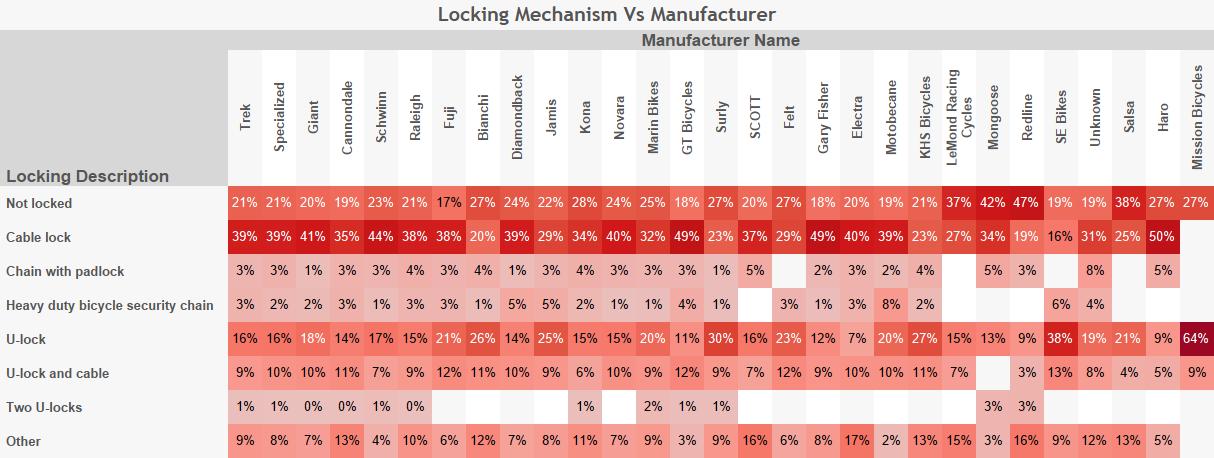 Locking Mechanism Vs Manufacturer
Manufacturer Name
Locking Description
Trek
Specialized
Giant
Cannondale
Schwinn
Raleigh
Fuji
Bianchi
Diamondback
Jamis
Kona
Novara
Marin Bikes
GT Bicycles
Surly
SCOTT
Felt
Gary Fisher
Electra
Motobecane
KHS Bicycles
LeMond Racing
Cycles
Mongoose
Redline
SE Bikes
Unknown
Salsa
Haro
Mission Bicycles
Not locked 21% 21% 20% 19% 23% 21% 17% 27% 24% 22% 28% 24% 25% 18% 27% 20% 27% 18% 20% 19% 21% 37% 42% 47% 19% 19% 38% 27% 27%
Cable lock 39% 39% 41% 35% 44% 38% 38% 20% 39% 29% 34% 40% 32% 49% 23% 37% 29% 49% 40% 39% 23% 27% 34% 19% 16% 31% 25% 50%
Chain with padlock 3% 3% 1% 3% 3% 4% 3% 4% 1% 3% 4% 3% 3% 3% 1% 5% 2% 3% 2% 4% 5% 3% 8% 5%
Heavy duty bicycle security chain 3% 2% 2% 3% 1% 3% 3% 1% 5% 5% 2% 1% 1% 4% 1% 3% 1% 3% 8% 2% 6% 4%
U-lock 16% 16% 18% 14% 17% 15% 21% 26% 14% 25% 15% 15% 20% 11% 30% 16% 23% 12% 7% 20% 27% 15% 13% 9% 38% 19% 21% 9% 64%
U-lock and cable 9% 10% 10% 11% 7% 9% 12% 11% 10% 9% 6% 10% 9% 12% 9% 7% 12% 9% 10% 10% 11% 7% 3% 13% 8% 4% 5% 9%
Two U-locks 1% 1% 0% 0% 1% 0% 1% 2% 1% 1% 3% 3%
Other 9% 8% 7% 13% 4% 10% 6% 12% 7% 8% 11% 7% 9% 3% 9% 16% 6% 8% 17% 2% 13% 15% 3% 16% 9% 12% 13% 5%